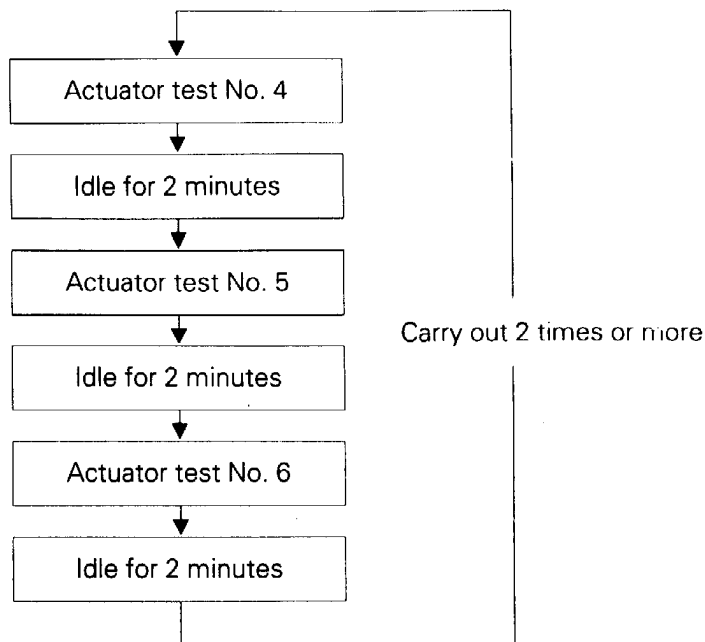 Actuator test No. 4
Idle for 2 minutes
Actuator test No. 5
Idle for 2 minutes
Carry out 2 times or more
Actuator test No. 6
Idle for 2 minutes